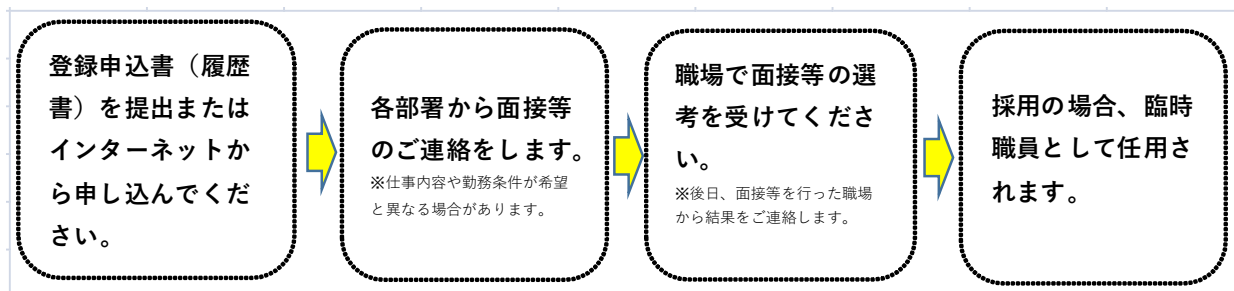 登録申込書（履歴
書）を提出または
インターネットか
ら申し込んでくだ
さい。
各部署から面接等
のご連絡をします。
※仕事内容や勤務条件が希望
と異なる場合があります。
職場で面接等の選
考を受けてくださ
い。
※後日、面接等を行った職場
から結果をご連絡します。
採用の場合、臨時
職員として任用さ
れます。